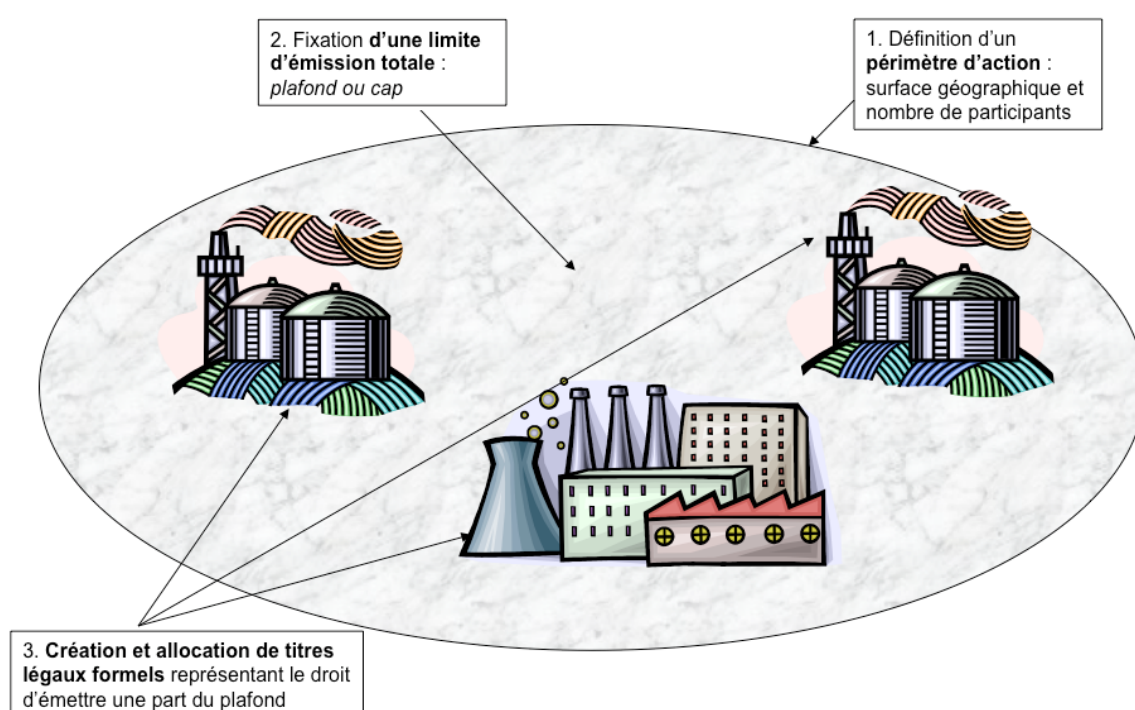 1. Définition d'un
périmètre d'action :
surface géographique et
nombre de participants
2. Fixation d'une limite
d'émission totale :
plafond ou cap
3. Création et allocation de titres
légaux formels représentant le droit
d'émettre une part du plafond